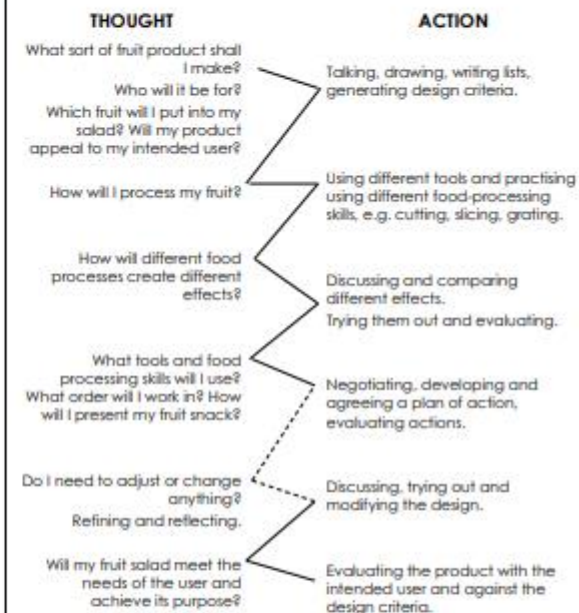 THOUGHT
What sort of fruit product shall
I make?
Who will it be for?
Which fruit will I put into my
salad? Will my product
appeal to my intended user?
How will I process my fruit?
How will different food
processes create different
effects?
What tools and food
processing skills will I use?
What order will I work in? How
will I present my fruit snack?
Do I need to adjust or change
anything?
Refining and reflecting.
Will my fruit salad meet the
needs of the user and
achieve its purpose?
ACTION
Talking, drawing, writing lists,
generating design criteria.
Using different tools and practising
using different food-processing
skills, e.g. cutting, slicing, grating.
Discussing and comparing
different effects.
Trying them out and evaluating.
Negotiating, developing and
agreeing a plan of action,
evaluating actions.
Discussing, trying out and
modifying the design.
Evaluating the product with the
intended user and against the
design criteria.